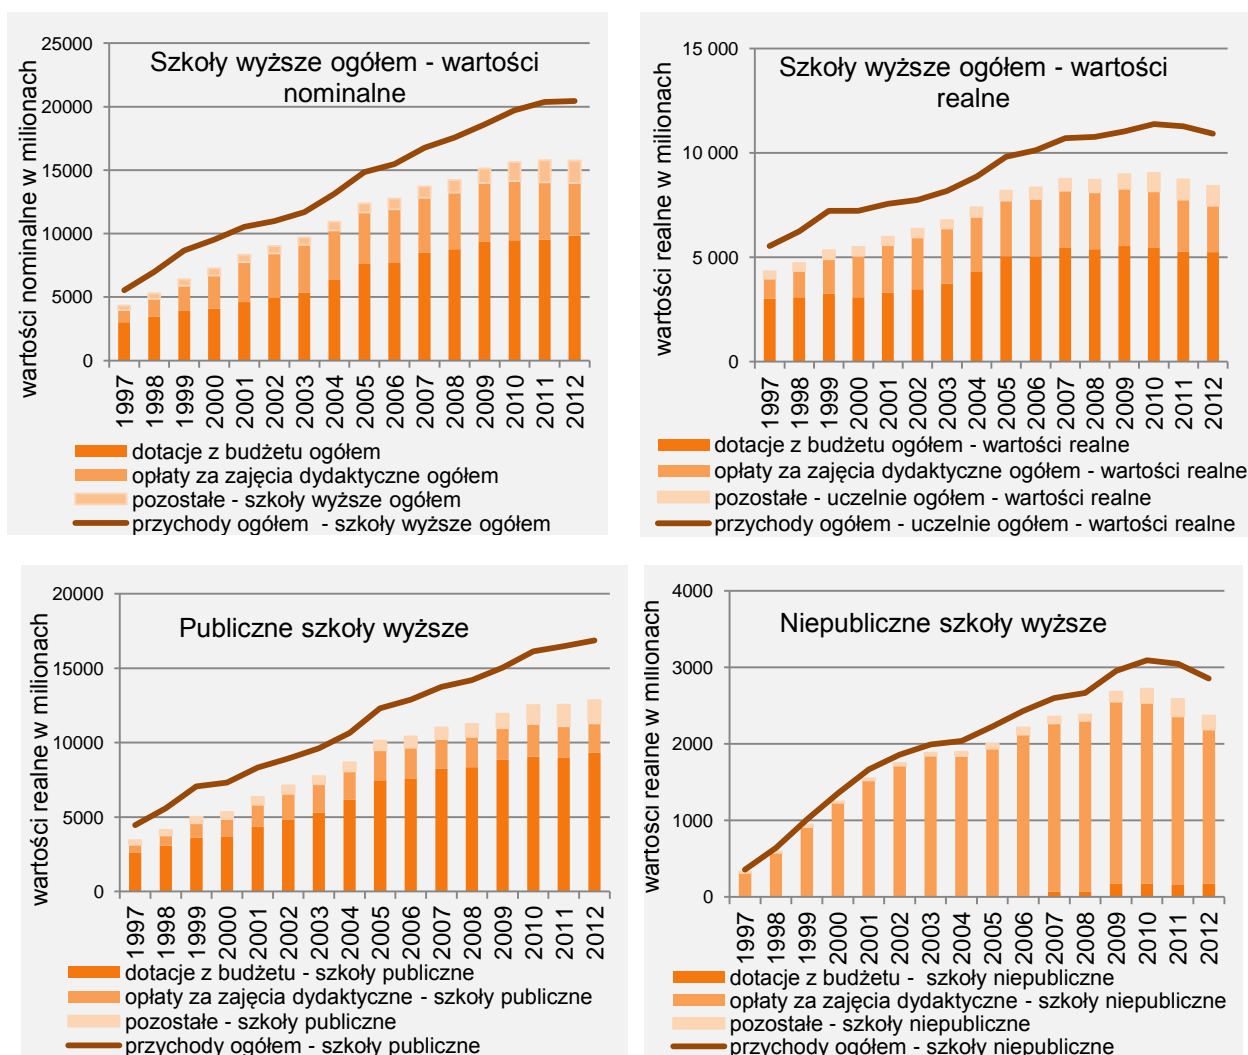 Szkoły wyższe ogółem - wartości
nominalne
wartości nominalne w milionach
25000
20000
15000
10000
5000
0
1997 1998 1999 2000 2001 2002 2003 2004 2005 2006 2007 2008 2009 2010 2011 2012
dotacje z budżetu ogółem
opłaty za zajęcia dydaktyczne ogółem
pozostałe - szkoły wyższe ogółem
przychody ogółem - szkoły wyższe ogółem
Szkoły wyższe ogółem - wartości
realne
wartości realne w milionach
15 000
10 000
5 000
0
1997 1998 1999 2000 2001 2002 2003 2004 2005 2006 2007 2008 2009 2010 2011 2012
dotacje z budżetu ogółem - wartości realne
opłaty za zajęcia dydaktyczne ogółem - wartości realne
pozostałe - uczelnie ogółem - wartości realne
przychody ogółem - uczelnie ogółem - wartości realne
Publiczne szkoły wyższe
wartości realne w milionach
20000
15000
10000
5000
0
1997 1998 1999 2000 2001 2002 2003 2004 2005 2006 2007 2008 2009 2010 2011 2012
dotacje z budżetu - szkoły publiczne
opłaty za zajęcia dydaktyczne - szkoły publiczne
pozostałe - szkoły publiczne
przychody ogółem - szkoły publiczne
Niepubliczne szkoły wyższe
wartości realne w milionach
4000
3000
2000
1000
0
1997 1998 1999 2000 2001 2002 2003 2004 2005 2006 2007 2008 2009 2010 2011 2012
dotacje z budżetu - szkoły niepubliczne
opłaty za zajęcia dydaktyczne - szkoły niepubliczne
pozostałe - szkoły niepubliczne
przychody ogółem - szkoły niepubliczne